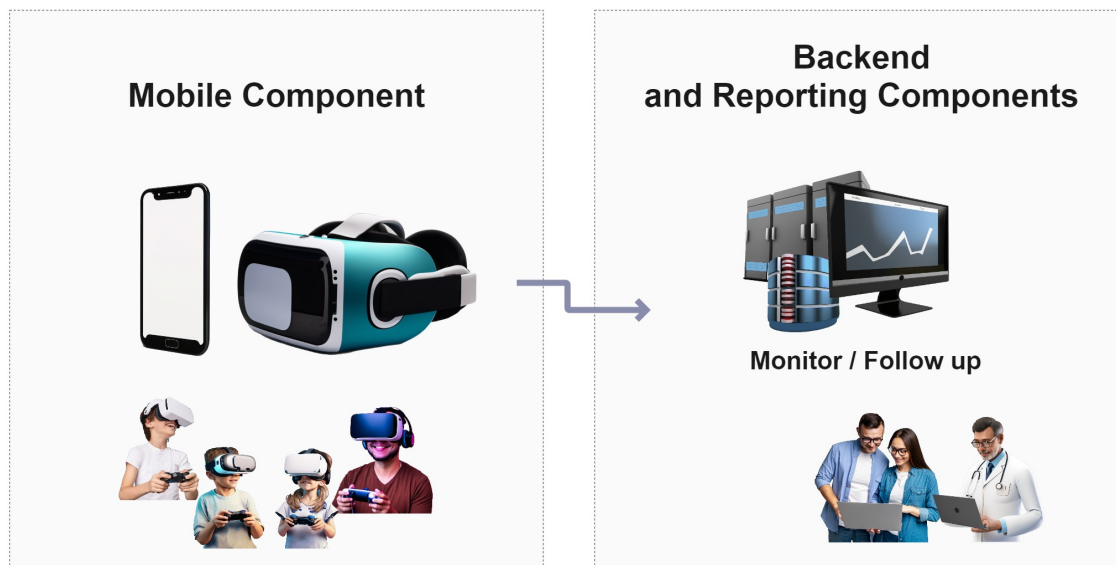 Mobile Component
Backend
and Reporting Components
Monitor / Follow up